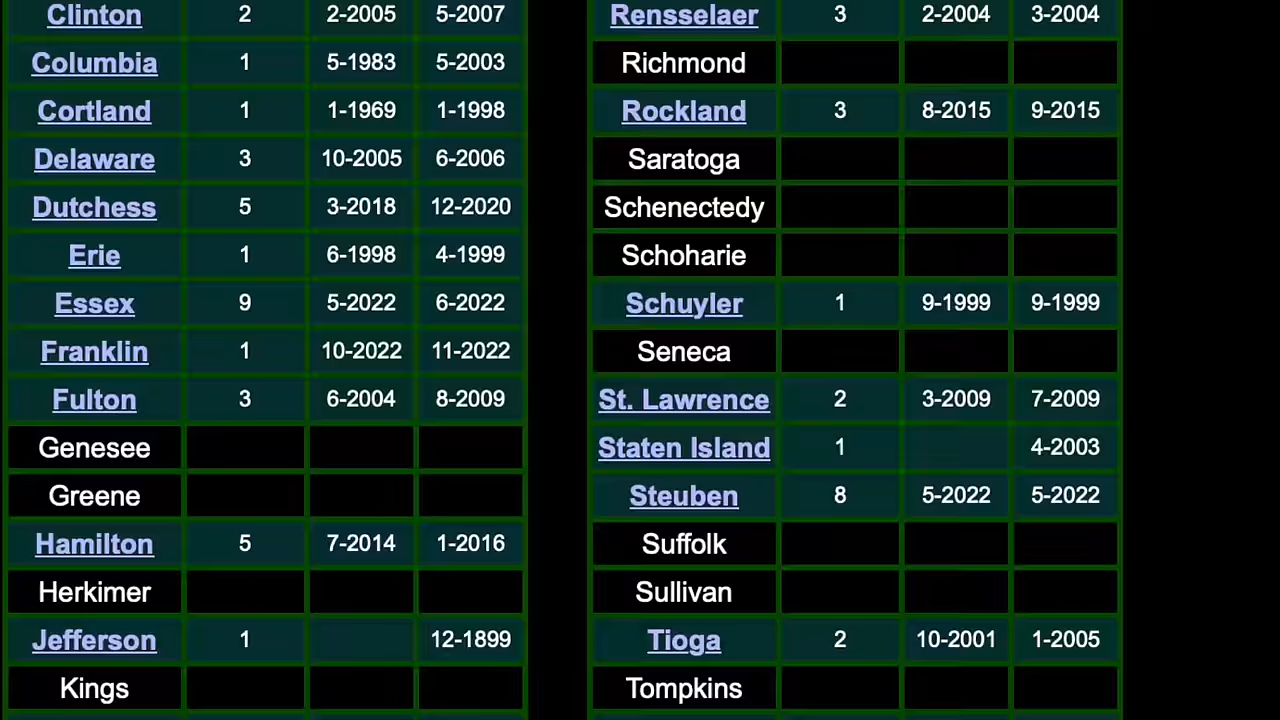 Clinton 2 2-2005 5-2007
Columbia 1 5-1983 5-2003
Cortland 1 1-1969 1-1998
Delaware 3 10-2005 6-2006
Dutchess 5 3-2018 12-2020
Erie 1 6-1998 4-1999
Essex 9 5-2022 6-2022
Franklin 1 10-2022 11-2022
Fulton 3 6-2004 8-2009
Genesee
Greene
Hamilton 5 7-2014 1-2016
Herkimer
Jefferson 1 12-1899
Kings
Rensselaer 3 2-2004 3-2004
Richmond
Rockland 3 8-2015 9-2015
Saratoga
Schenectedy
Schoharie
Schuyler 1 9-1999 9-1999
Seneca
St. Lawrence 2 3-2009 7-2009
Staten Island 1 4-2003
Steuben 8 5-2022 5-2022
Suffolk
Sullivan
Tioga 2 10-2001 1-2005
Tompkins